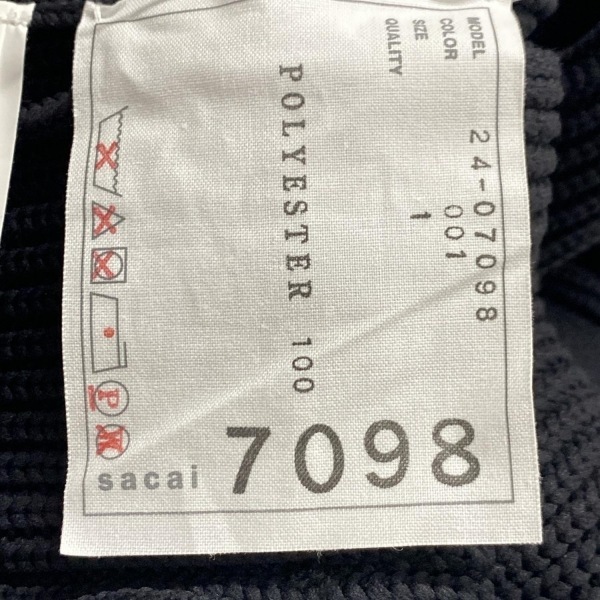 MODEL 24-07098
COLOR 001
SIZE 1
QUALITY
POLYESTER 100
P
W
sacai 7098